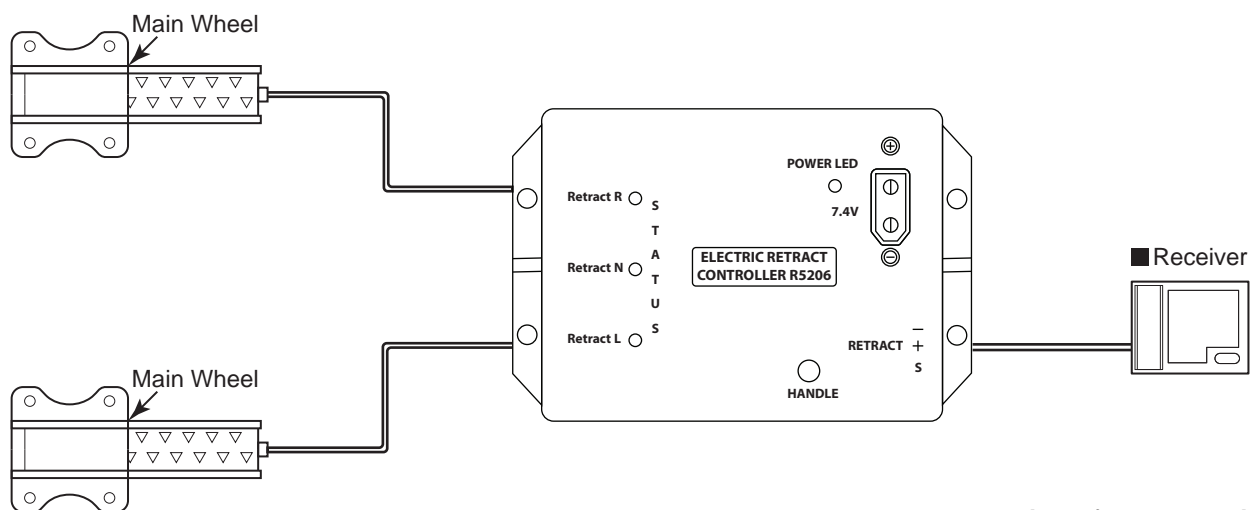 Main Wheel
POWER LED
7.4V
Retract R
S
T
A
T
U
S
Retract N
Retract L
ELECTRIC RETRACT
CONTROLLER R5206
Receiver
RETRACT
−
+
S
HANDLE
Main Wheel